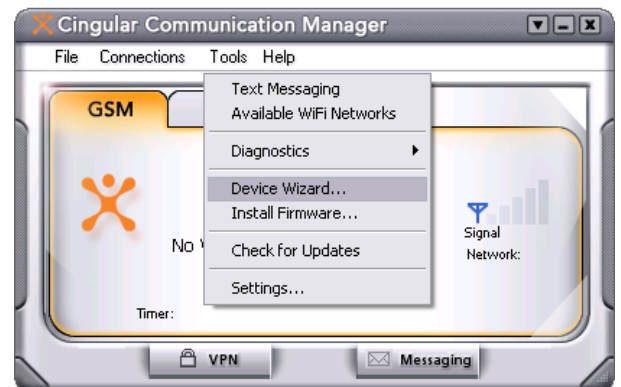 Cingular Communication Manager
File Connections Tools Help
GSM
Text Messaging
Available WiFi Networks
Diagnostics
Device Wizard...
Install Firmware...
Check for Updates
Settings...
No
Signal
Network:
Timer:
VPN
Messaging